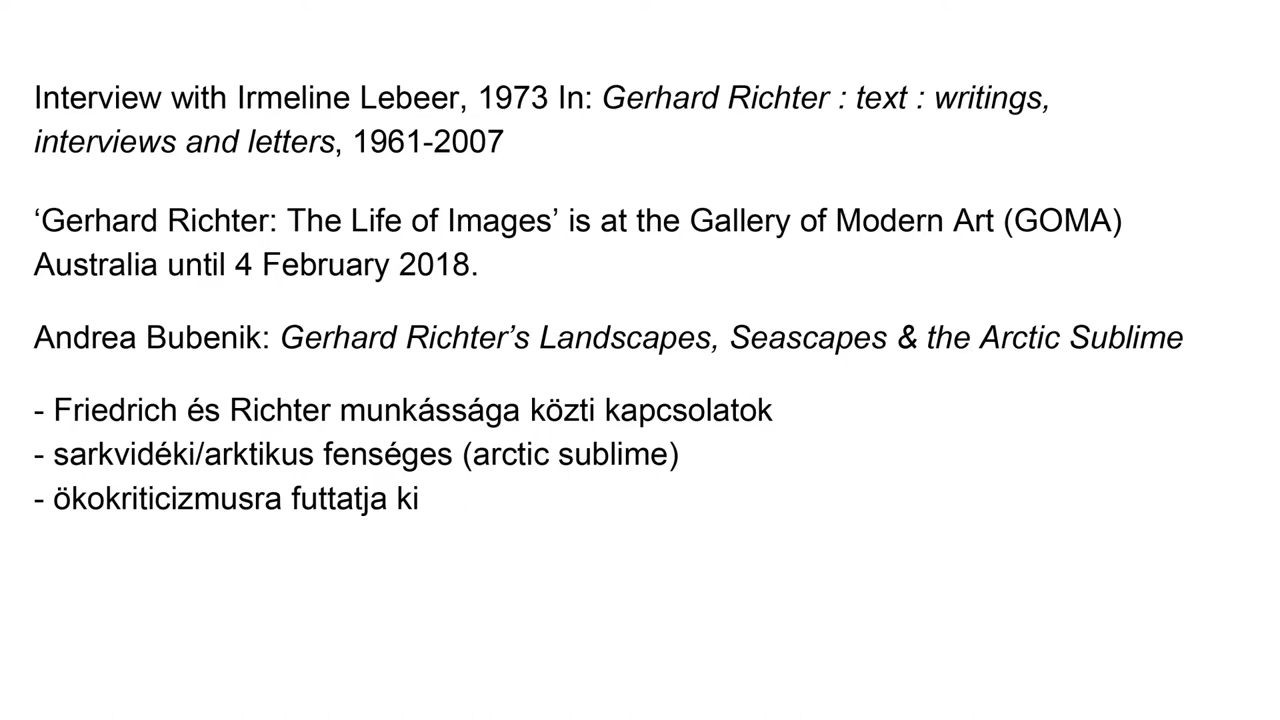 Interview with Irmeline Lebeer, 1973 In: Gerhard Richter : text : writings,
interviews and letters, 1961-2007
‘Gerhard Richter: The Life of Images’ is at the Gallery of Modern Art (GOMA)
Australia until 4 February 2018.
Andrea Bubenik: Gerhard Richter’s Landscapes, Seascapes & the Arctic Sublime
- Friedrich és Richter munkássága közti kapcsolatok
- sarkvidéki/arktikus fenséges (arctic sublime)
- ökokriticizmusra futtatja ki